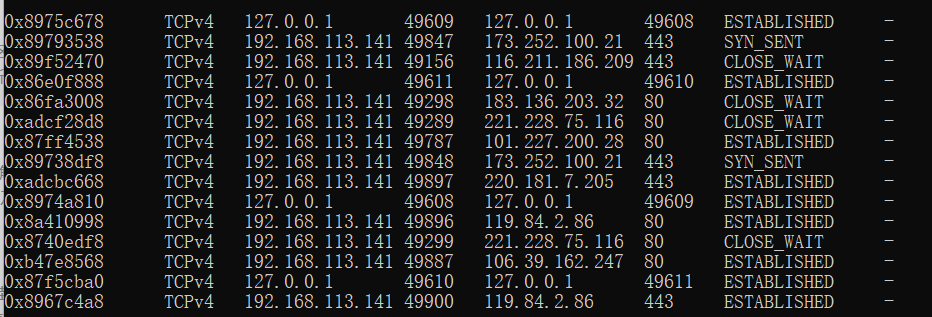 0x8975c678 TCPv4 127.0.0.1 49609 127.0.0.1 49608 ESTABLISHED -
0x89793538 TCPv4 192.168.113.141 49847 173.252.100.21 443 SYN_SENT -
0x89f52470 TCPv4 192.168.113.141 49156 116.211.186.209 443 CLOSE_WAIT -
0x86e0f888 TCPv4 127.0.0.1 49611 127.0.0.1 49610 ESTABLISHED -
0x86fa3008 TCPv4 192.168.113.141 49298 183.136.203.32 80 CLOSE_WAIT -
0xadcf28d8 TCPv4 192.168.113.141 49289 221.228.75.116 80 CLOSE_WAIT -
0x87ff4538 TCPv4 192.168.113.141 49787 101.227.200.28 80 ESTABLISHED -
0x89738df8 TCPv4 192.168.113.141 49848 173.252.100.21 443 SYN_SENT -
0xadcbc668 TCPv4 192.168.113.141 49897 220.181.7.205 443 ESTABLISHED -
0x8974a810 TCPv4 127.0.0.1 49608 127.0.0.1 49609 ESTABLISHED -
0x8a410998 TCPv4 192.168.113.141 49896 119.84.2.86 80 ESTABLISHED -
0x8740edf8 TCPv4 192.168.113.141 49299 221.228.75.116 80 CLOSE_WAIT -
0xb47e8568 TCPv4 192.168.113.141 49887 106.39.162.247 80 ESTABLISHED -
0x87f5cba0 TCPv4 127.0.0.1 49610 127.0.0.1 49611 ESTABLISHED -
0x8967c4a8 TCPv4 192.168.113.141 49900 119.84.2.86 443 ESTABLISHED -